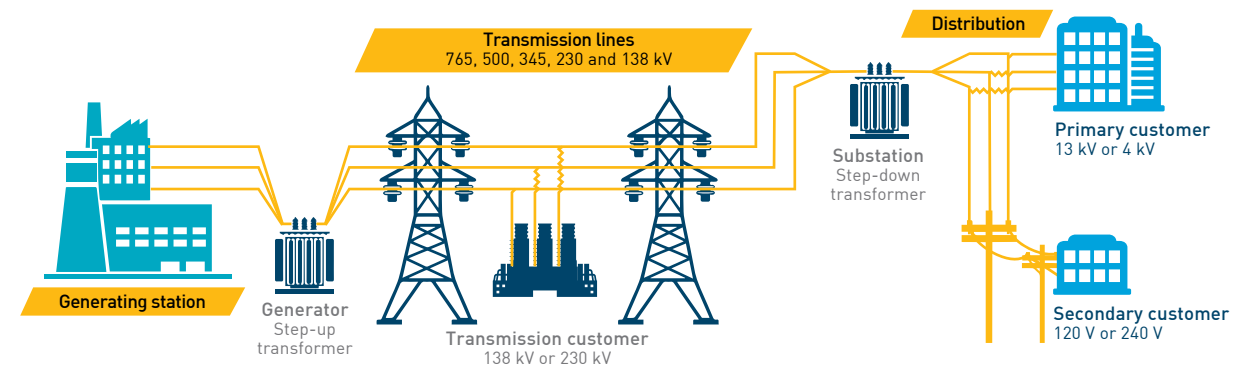 Transmission lines
765, 500, 345, 230 and 138 kV
Distribution
Generating station
Generator
Step-up
transformer
Transmission customer
138 kV or 230 kV
Substation
Step-down
transformer
Primary customer
13 kV or 4 kV
Secondary customer
120 V or 240 V